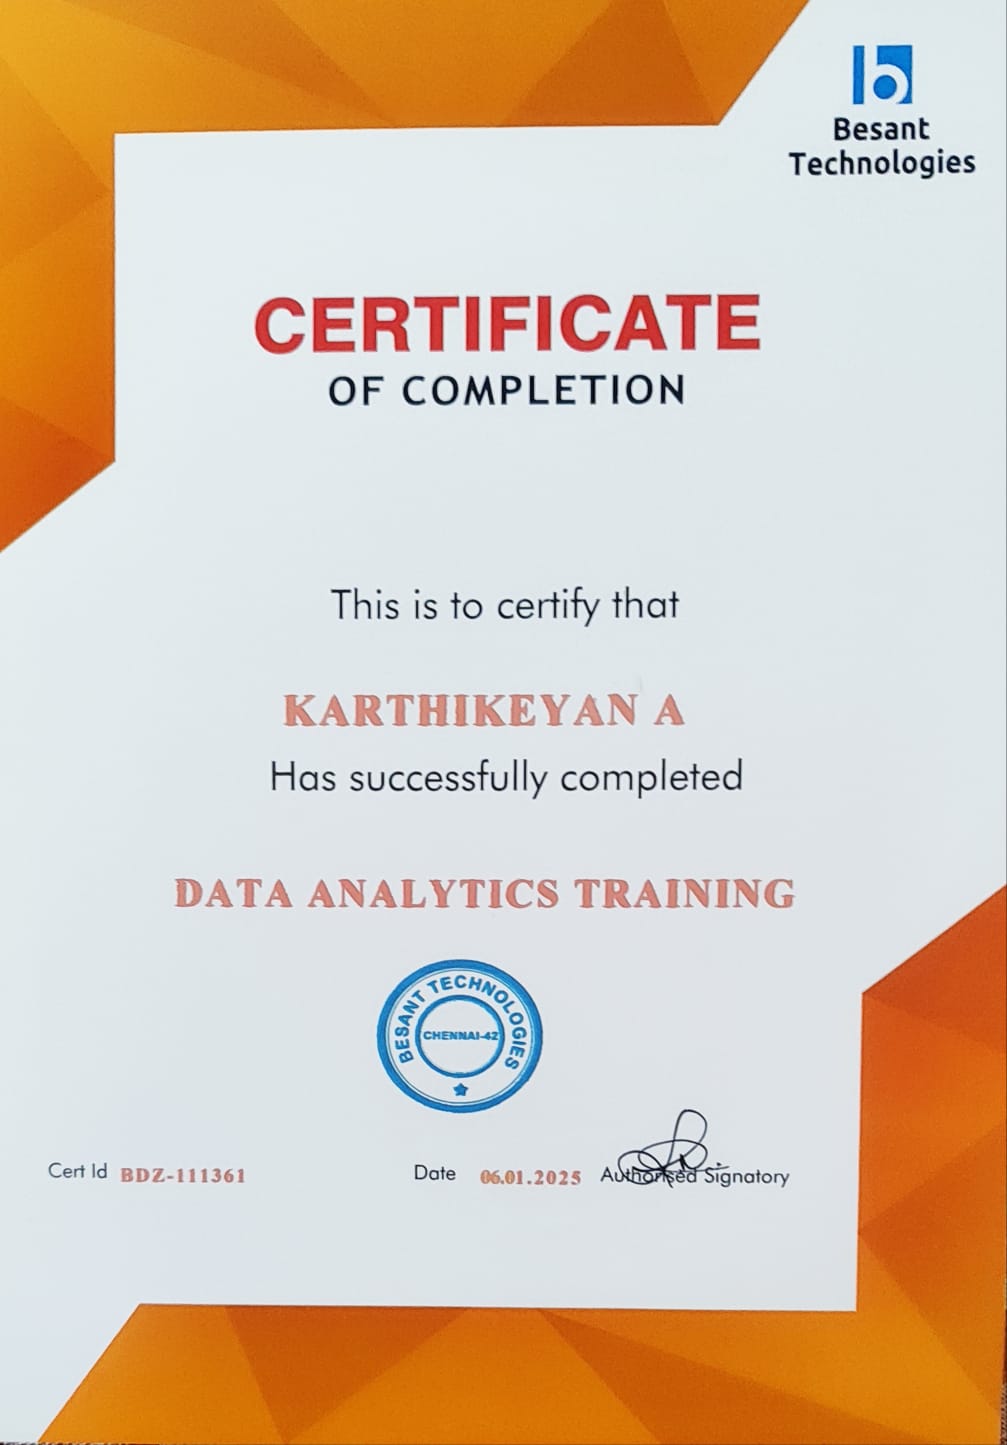 Besant
Technologies
CERTIFICATE
OF COMPLETION
This is to certify that
KARTHIKEYAN A
Has successfully completed
DATA ANALYTICS TRAINING
BESANT TECHNOLOGIES
CHENNAI-42
Cert Id BDZ-111361
Date 06.01.2025 Authorised Signatory